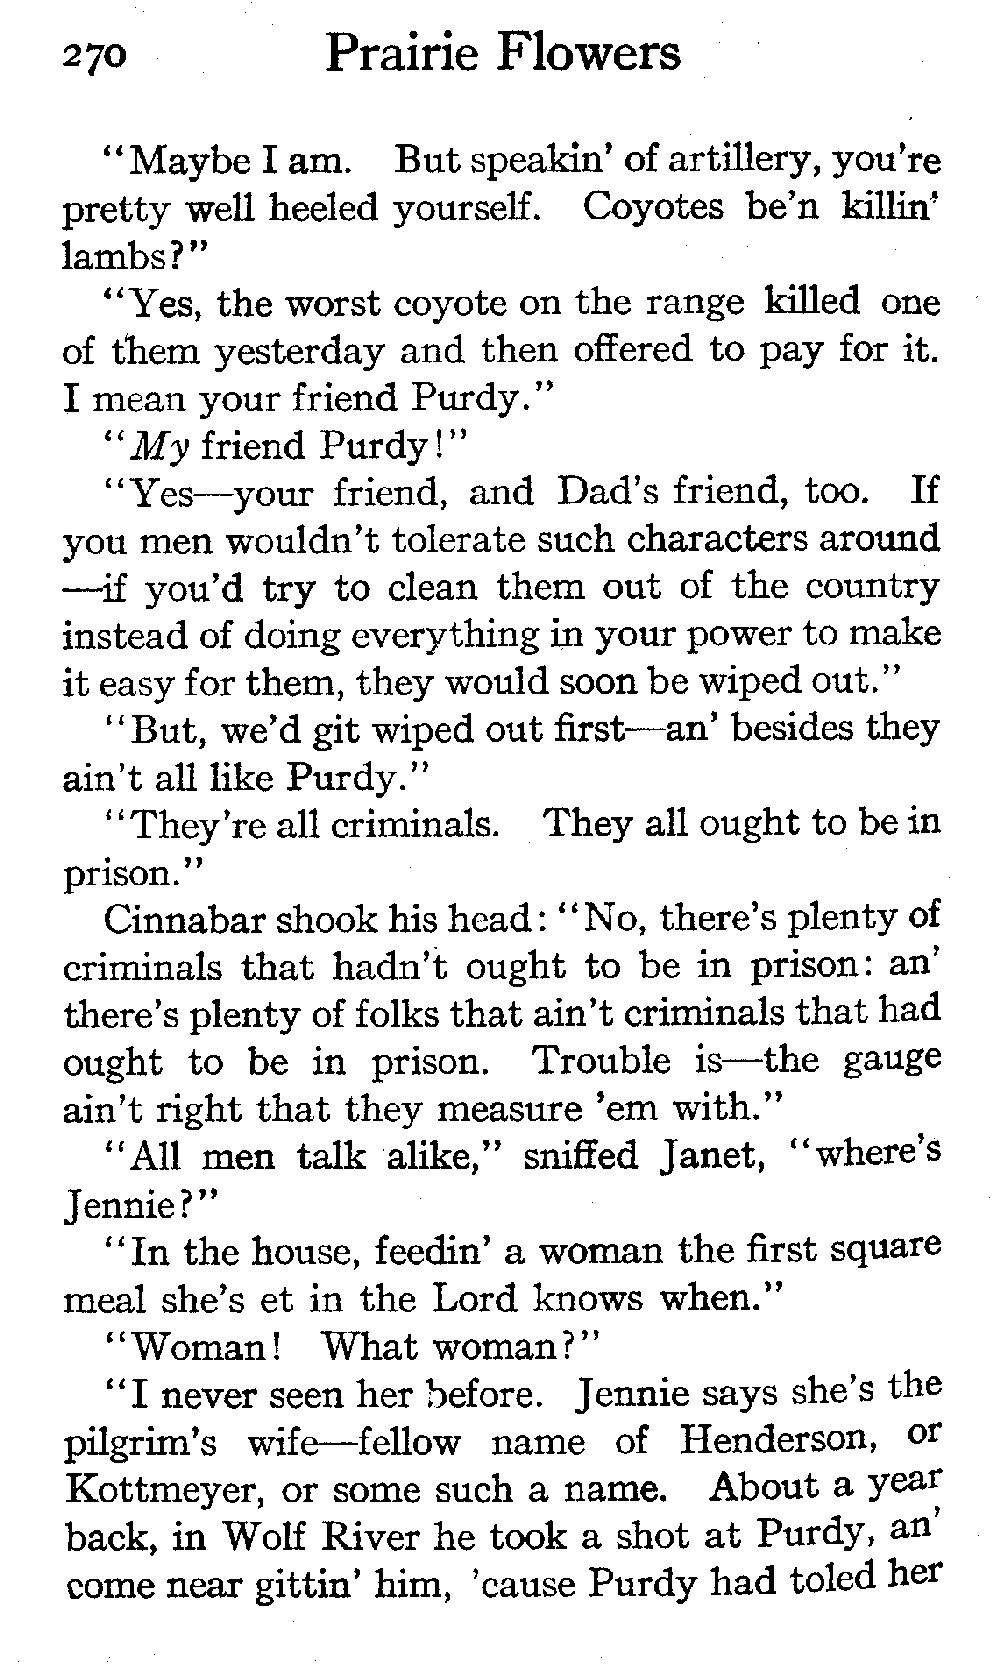 270 Prairie Flowers
"Maybe I am. But speakin' of artillery, you're
pretty well heeled yourself. Coyotes be'n killin'
lambs?"
"Yes, the worst coyote on the range killed one
of them yesterday and then offered to pay for it.
I mean your friend Purdy."
"My friend Purdy!"
"Yes—your friend, and Dad's friend, too. If
you men wouldn't tolerate such characters around
—if you'd try to clean them out of the country
instead of doing everything in your power to make
it easy for them, they would soon be wiped out."
"But, we'd git wiped out first—an' besides they
ain't all like Purdy."
"They're all criminals. They all ought to be in
prison."
Cinnabar shook his head: "No, there's plenty of
criminals that hadn't ought to be in prison: an'
there's plenty of folks that ain't criminals that had
ought to be in prison. Trouble is—the gauge
ain't right that they measure 'em with."
"All men talk alike," sniffed Janet, "where's
Jennie?"
"In the house, feedin' a woman the first square
meal she's et in the Lord knows when."
"Woman! What woman?"
"I never seen her before. Jennie says she's the
pilgrim's wife—fellow name of Henderson, or
Kottmeyer, or some such a name. About a year
back, in Wolf River he took a shot at Purdy, an'
come near gittin' him, 'cause Purdy had toled her